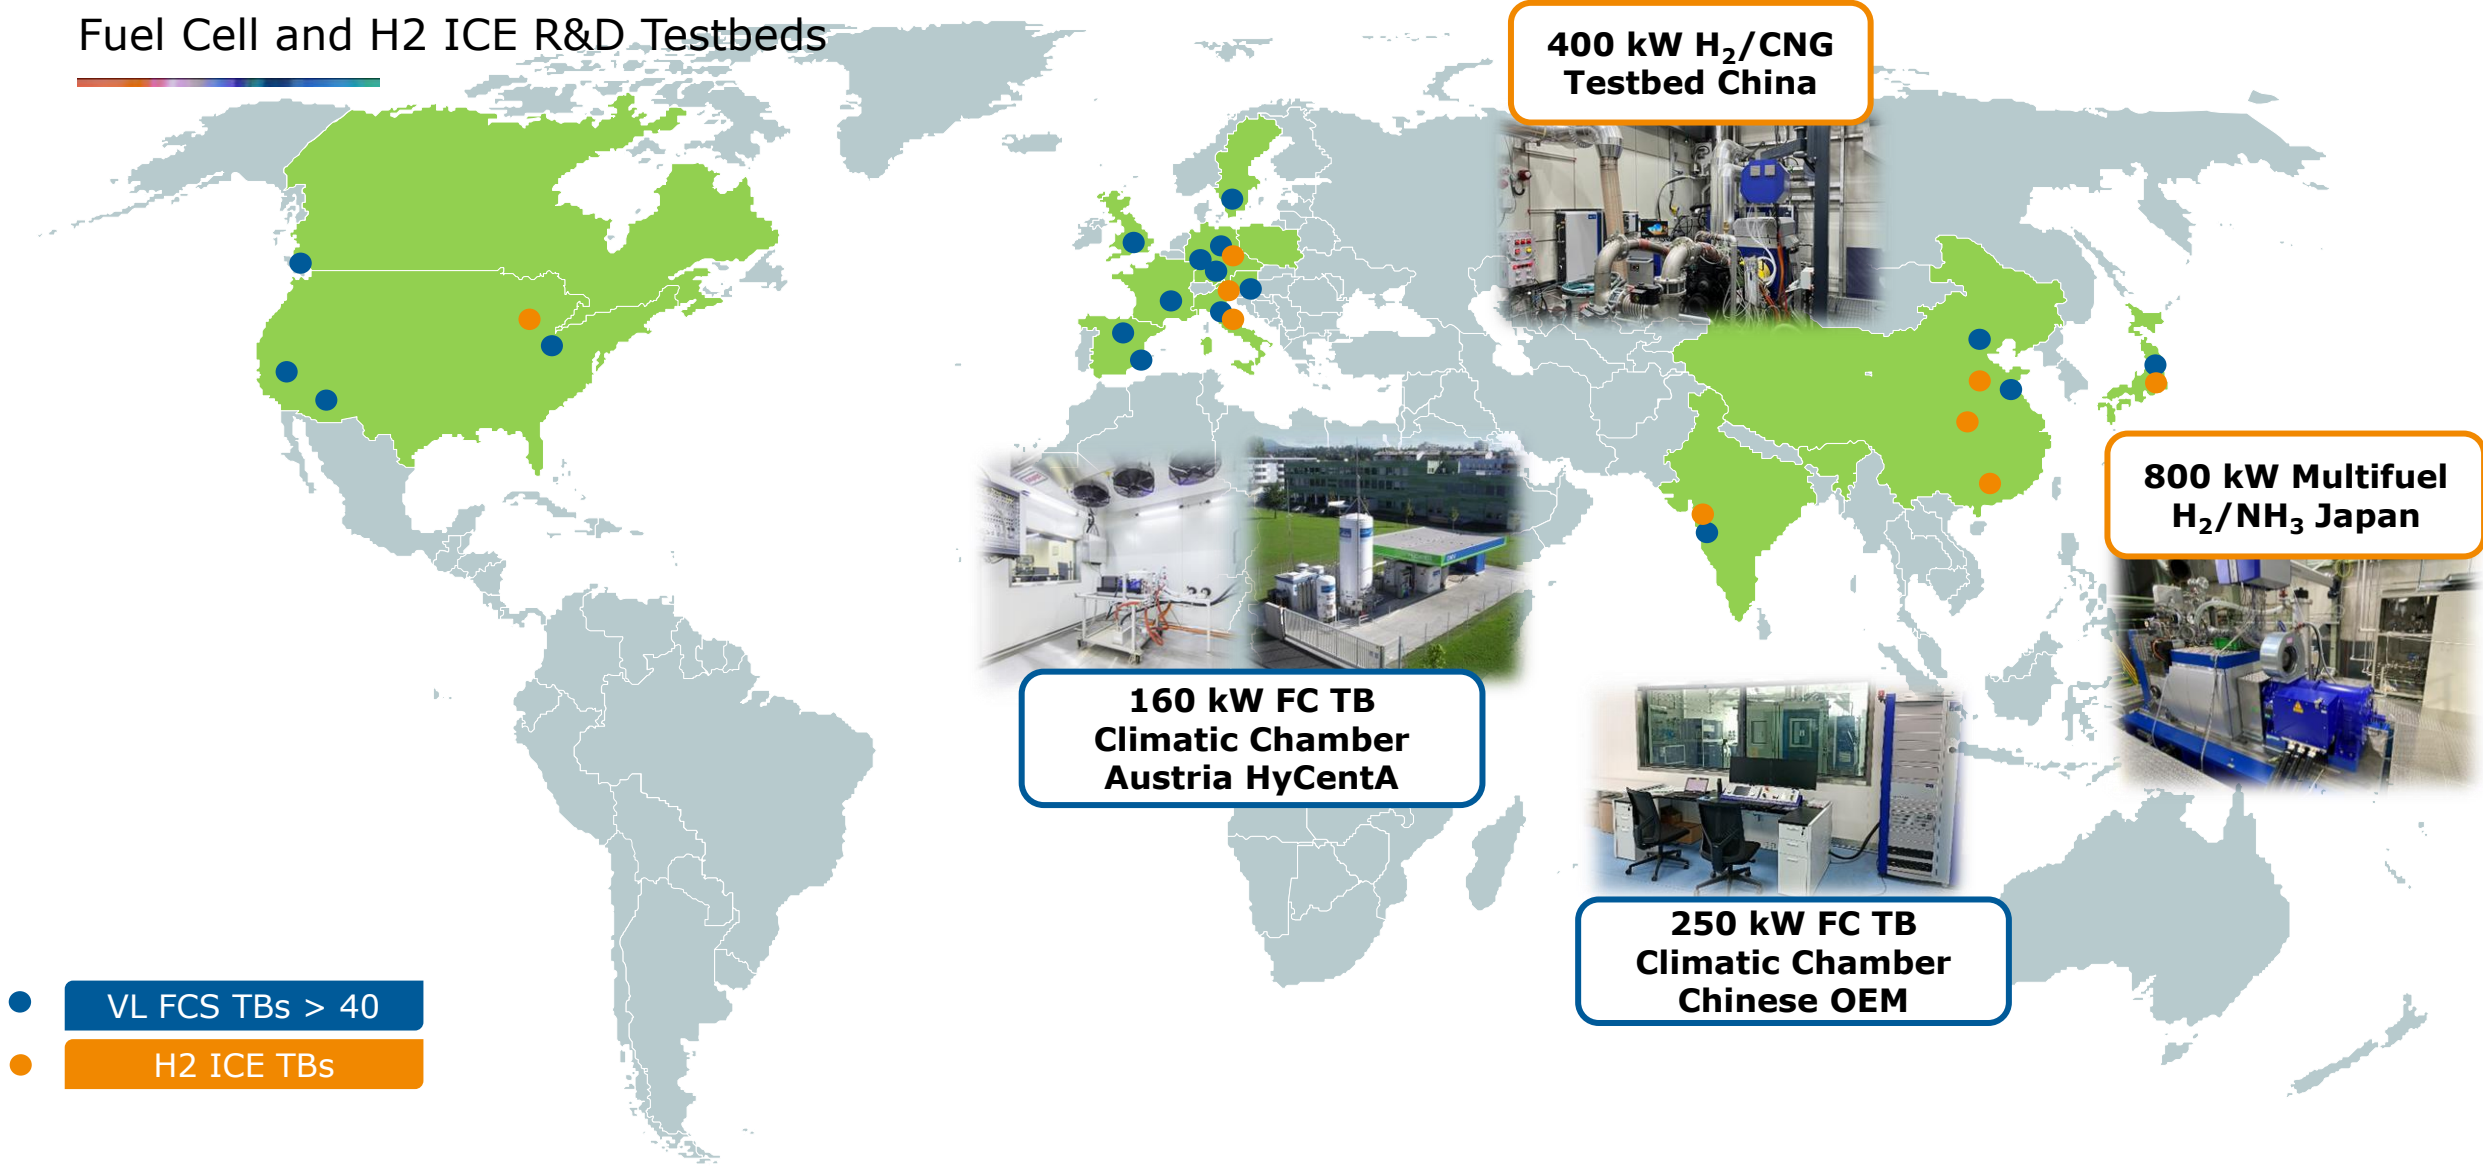 Fuel Cell and H2 ICE R&D Testbeds
400 kW H₂/CNG
Testbed China
800 kW Multifuel
H₂/NH₃ Japan
160 kW FC TB
Climatic Chamber
Austria HyCentA
250 kW FC TB
Climatic Chamber
Chinese OEM
VL FCS TBs > 40
H2 ICE TBs